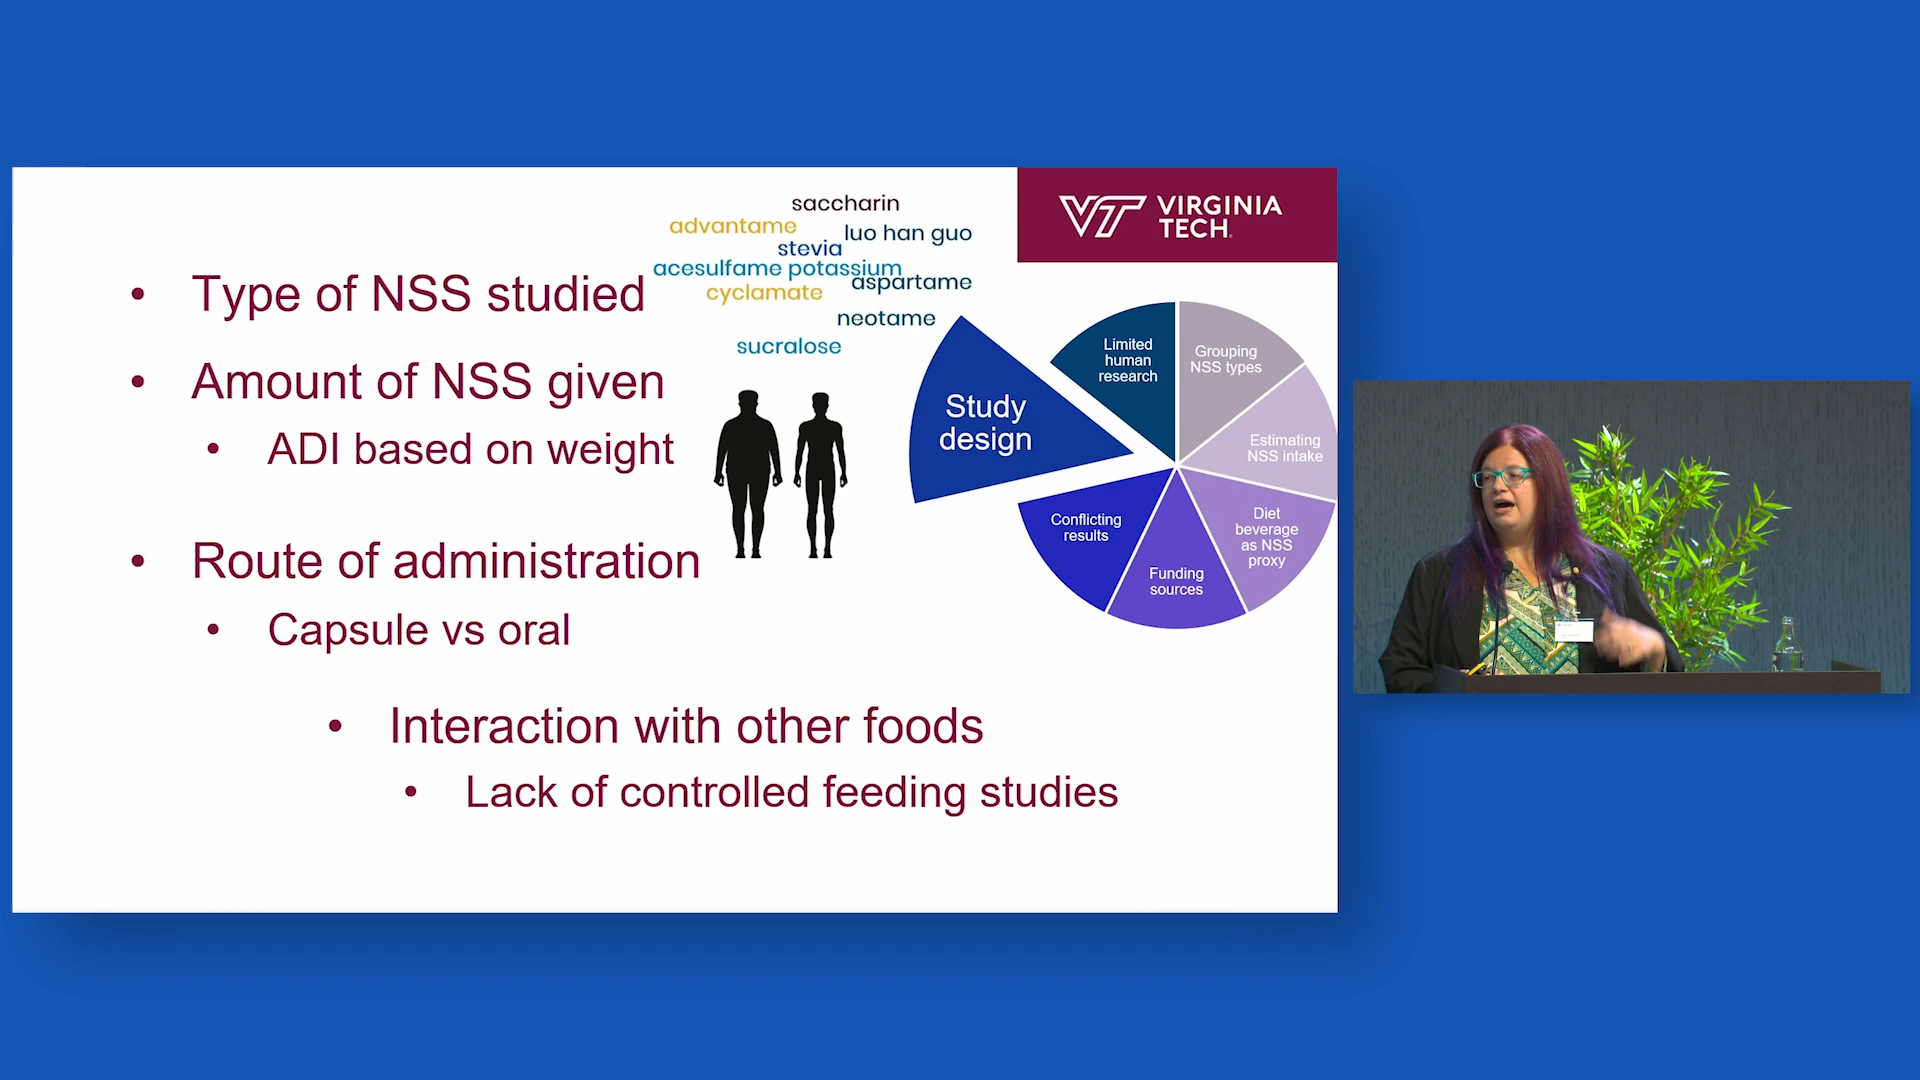 saccharin
advantame
luo han guo
stevia
acesulfame potassium
aspartame
cyclamate
neotame
sucralose
VT VIRGINIA
TECH.
• Type of NSS studied
• Amount of NSS given
• ADI based on weight
• Route of administration
• Capsule vs oral
• Interaction with other foods
• Lack of controlled feeding studies
Study
design
Limited
human
research
Grouping
NSS types
Estimating
NSS intake
Diet
beverage
as NSS
proxy
Funding
sources
Conflicting
results